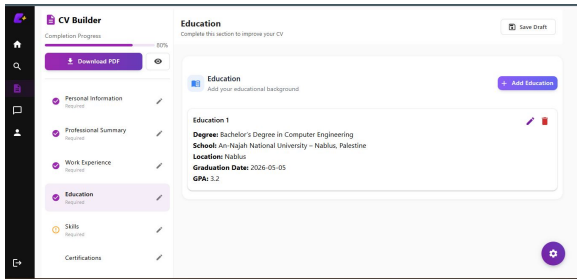 CV Builder
Completion Progress
80%
Download PDF
Personal Information
Required
Professional Summary
Required
Work Experience
Required
Education
Required
Skills
Required
Certifications
Education
Complete this section to improve your CV
Save Draft
Education
Add your educational background
+ Add Education
Education 1
Degree: Bachelor's Degree in Computer Engineering
School: An-Najah National University – Nablus, Palestine
Location: Nablus
Graduation Date: 2026-05-05
GPA: 3.2